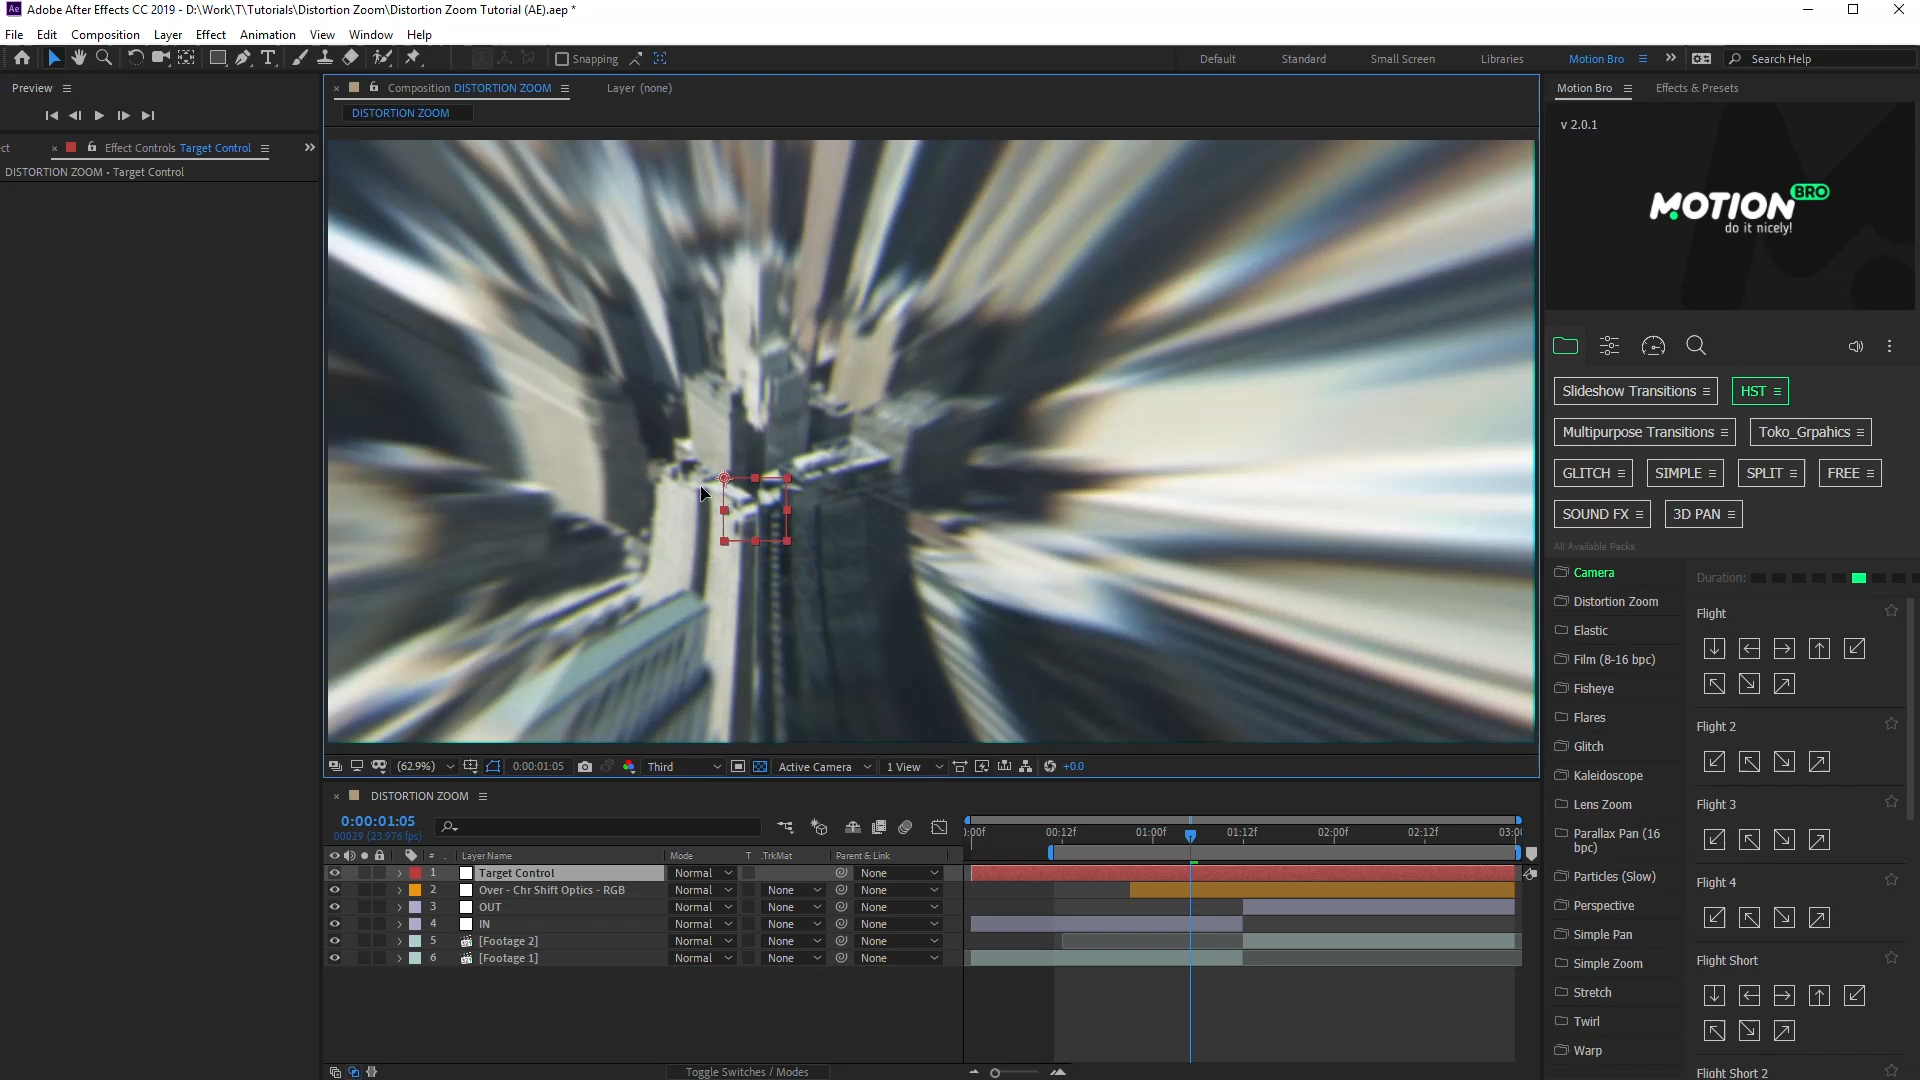 Ae Adobe After Effects CC 2019 - D:\Work\T\Tutorials\Distortion Zoom\Distortion Zoom Tutorial (AE).aep *
File Edit Composition Layer Effect Animation View Window Help
Snapping Default Standard Small Screen Libraries Motion Bro Search Help
Preview
Composition DISTORTION ZOOM Layer (none)
Motion Bro Effects & Presets
DISTORTION ZOOM
v 2.0.1
ct Effect Controls Target Control
DISTORTION ZOOM • Target Control
MOTION BRO
do it nicely!
Slideshow Transitions HST
Multipurpose Transitions Toko_Grpahics
GLITCH SIMPLE SPLIT FREE
SOUND FX 3D PAN
All Available Packs
Camera
Distortion Zoom
Elastic
Film (8-16 bpc)
Fisheye
Flares
Glitch
Kaleidoscope
Lens Zoom
Parallax Pan (16
bpc)
Particles (Slow)
Perspective
Simple Pan
Simple Zoom
Stretch
Twirl
Warp
Duration:
Flight
Flight 2
Flight 3
Flight 4
Flight Short
Flight Short 2
(62.9%) 0:00:01:05 Third Active Camera 1 View +0.0
DISTORTION ZOOM
0:00:01:05
00029 (23.976 fps)
):00f 00:12f 01:00f 01:12f 02:00f 02:12f 03:0
# Layer Name Mode T .TrkMat Parent & Link
1 Target Control Normal None
2 Over - Chr Shift Optics - RGB Normal None None
3 OUT Normal None None
4 IN Normal None None
5 [Footage 2] Normal None None
6 [Footage 1] Normal None None
Toggle Switches / Modes